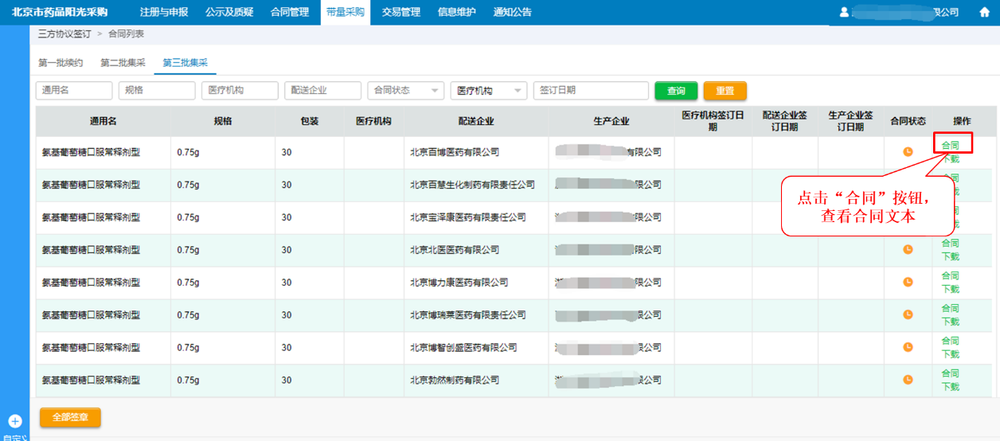 北京市药品阳光采购 注册与申报 公示及质疑 合同管理 带量采购 交易管理 信息维护 通知公告 限公司
三方协议签订 > 合同列表
第一批续约 第二批集采 第三批集采
通用名 规格 医疗机构 配送企业 合同状态 医疗机构 签订日期 查询 重置
通用名 规格 包装 医疗机构 配送企业 生产企业 医疗机构签订日期 配送企业签订日期 生产企业签订日期 合同状态 操作
氨基葡萄糖口服常释剂型 0.75g 30 北京百博医药有限公司 有限公司 合同
下载
氨基葡萄糖口服常释剂型 0.75g 30 北京百慧生化制药有限责任公司 限公司 合同
点击“合同”按钮，
查看合同文本
氨基葡萄糖口服常释剂型 0.75g 30 北京宝泽康医药有限责任公司 限公司
氨基葡萄糖口服常释剂型 0.75g 30 北京北医医药有限公司 限公司 合同
下载
氨基葡萄糖口服常释剂型 0.75g 30 北京博力康医药有限公司 限公司 合同
下载
氨基葡萄糖口服常释剂型 0.75g 30 北京博瑞莱医药有限责任公司 限公司 合同
下载
氨基葡萄糖口服常释剂型 0.75g 30 北京博智创盛医药有限公司 限公司 合同
下载
氨基葡萄糖口服常释剂型 0.75g 30 北京勃然制药有限公司 限公司 合同
下载
全部签章
自定义